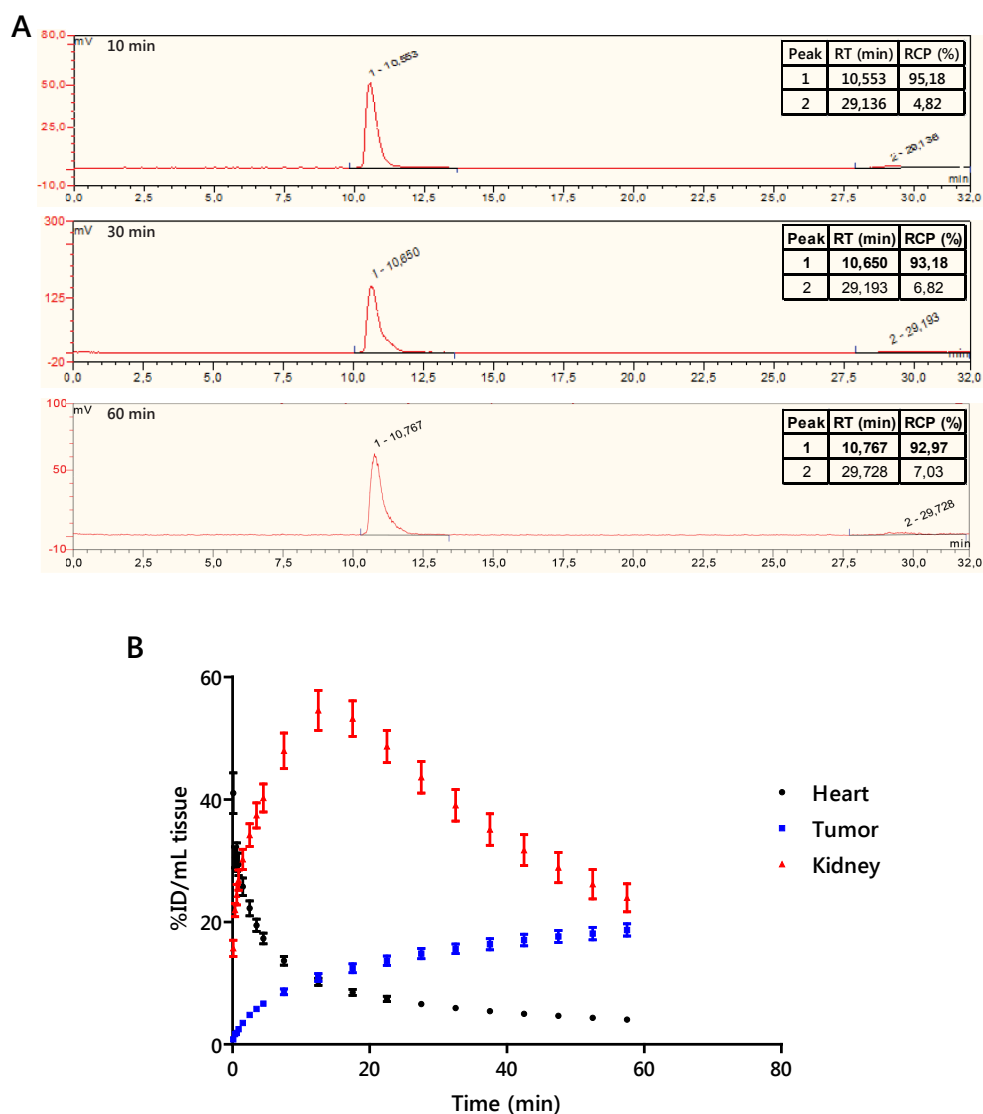 A
mV
10 min
80,0
50,0
25,0
-10,0
1 - 10,553
2 - 29,136
Peak RT (min) RCP (%)
1 10,553 95,18
2 29,136 4,82
min
0,0 2,5 5,0 7,5 10,0 12,5 15,0 17,5 20,0 22,5 25,0 27,5 30,0 32,0
mV
30 min
300
125
-20
1 - 10,650
2 - 29,193
Peak RT (min) RCP (%)
1 10,650 93,18
2 29,193 6,82
min
0,0 2,5 5,0 7,5 10,0 12,5 15,0 17,5 20,0 22,5 25,0 27,5 30,0 32,0
mV
60 min
100
50
-10
1 - 10,767
2 - 29,728
Peak RT (min) RCP (%)
1 10,767 92,97
2 29,728 7,03
min
0,0 2,5 5,0 7,5 10,0 12,5 15,0 17,5 20,0 22,5 25,0 27,5 30,0 32,0
B
%ID/mL tissue
60
40
20
0
0 20 40 60 80
Time (min)
Heart
Tumor
Kidney